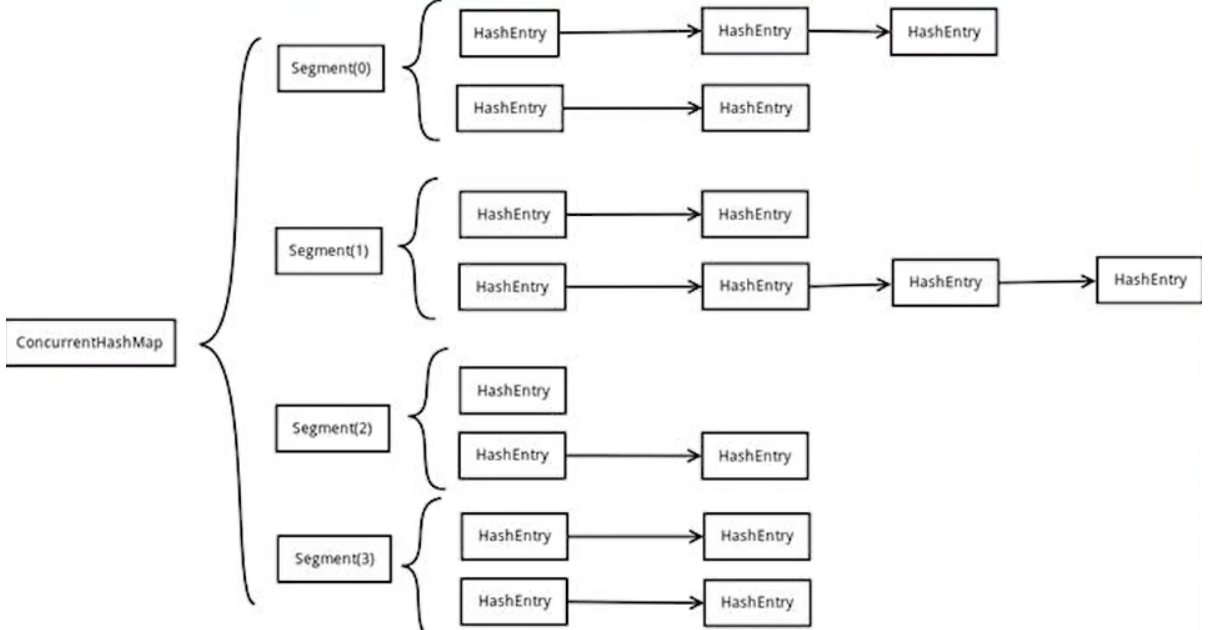 HashEntry HashEntry HashEntry
Segment(0)
HashEntry HashEntry
HashEntry HashEntry
Segment(1)
HashEntry HashEntry HashEntry HashEntry
ConcurrentHashMap
HashEntry
Segment(2)
HashEntry HashEntry
HashEntry HashEntry
Segment(3)
HashEntry HashEntry